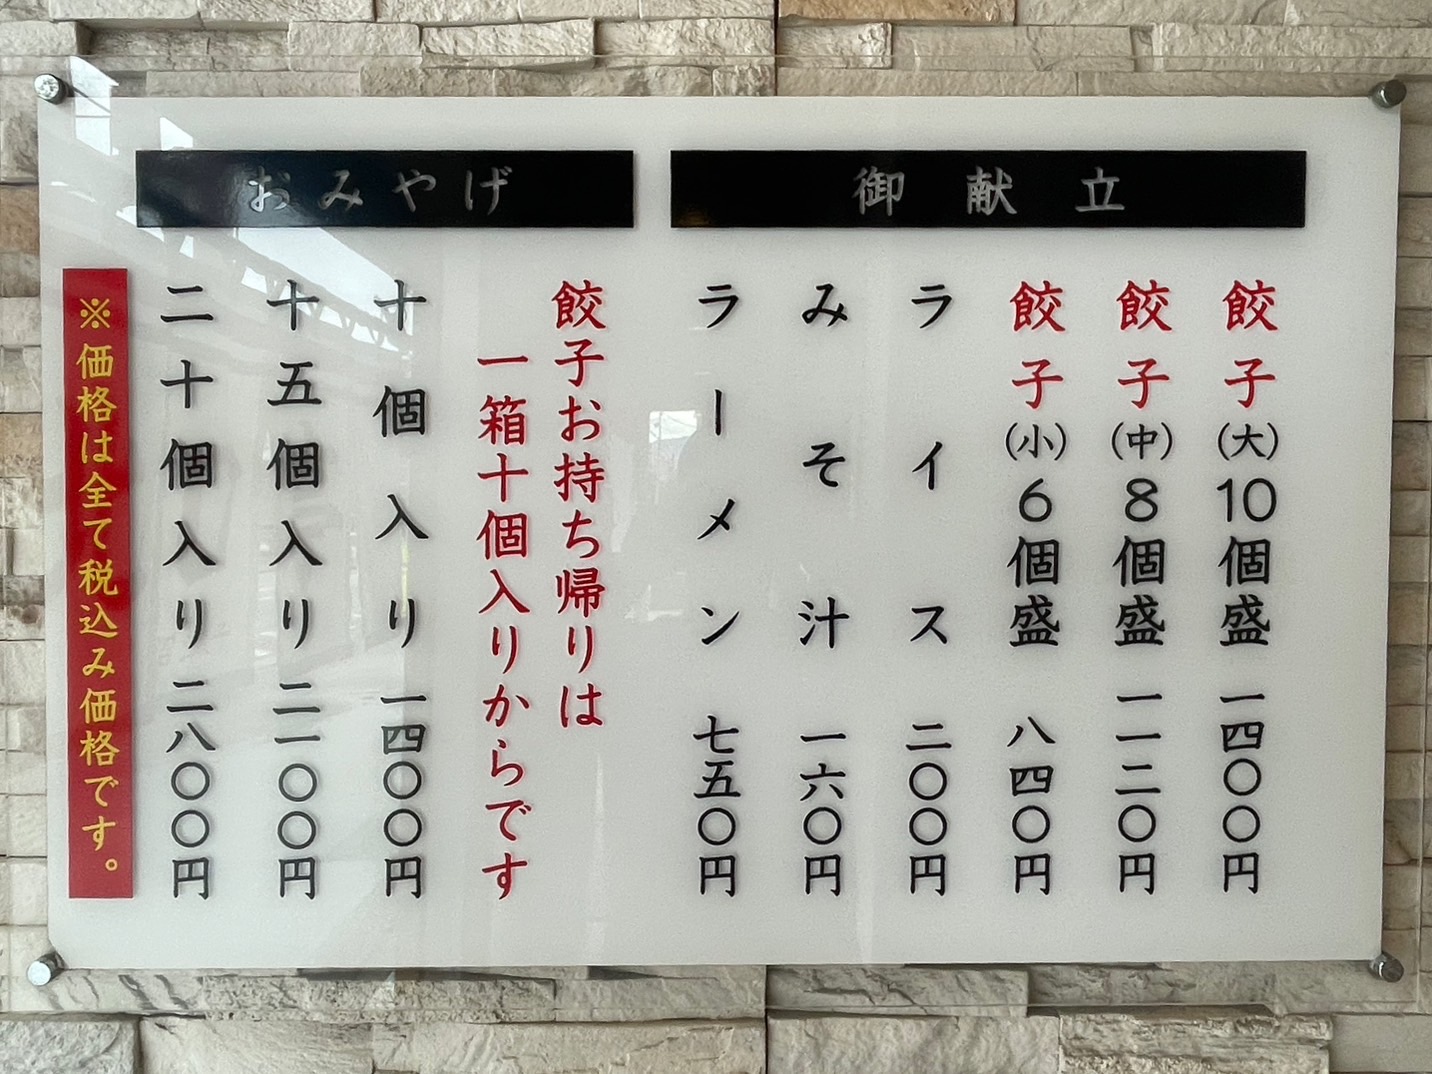 御献立
餃子(大)10個盛 一四〇〇円
餃子(中)8個盛 一一二〇円
餃子(小)6個盛 八四〇円
ライス 二〇〇円
みそ汁 一六〇円
ラーメン 七五〇円
おみやげ
餃子お持ち帰りは
一箱十個入りからです
十個入り 一四〇〇円
十五個入り 二一〇〇円
二十個入り 二八〇〇円
※価格は全て税込み価格です。